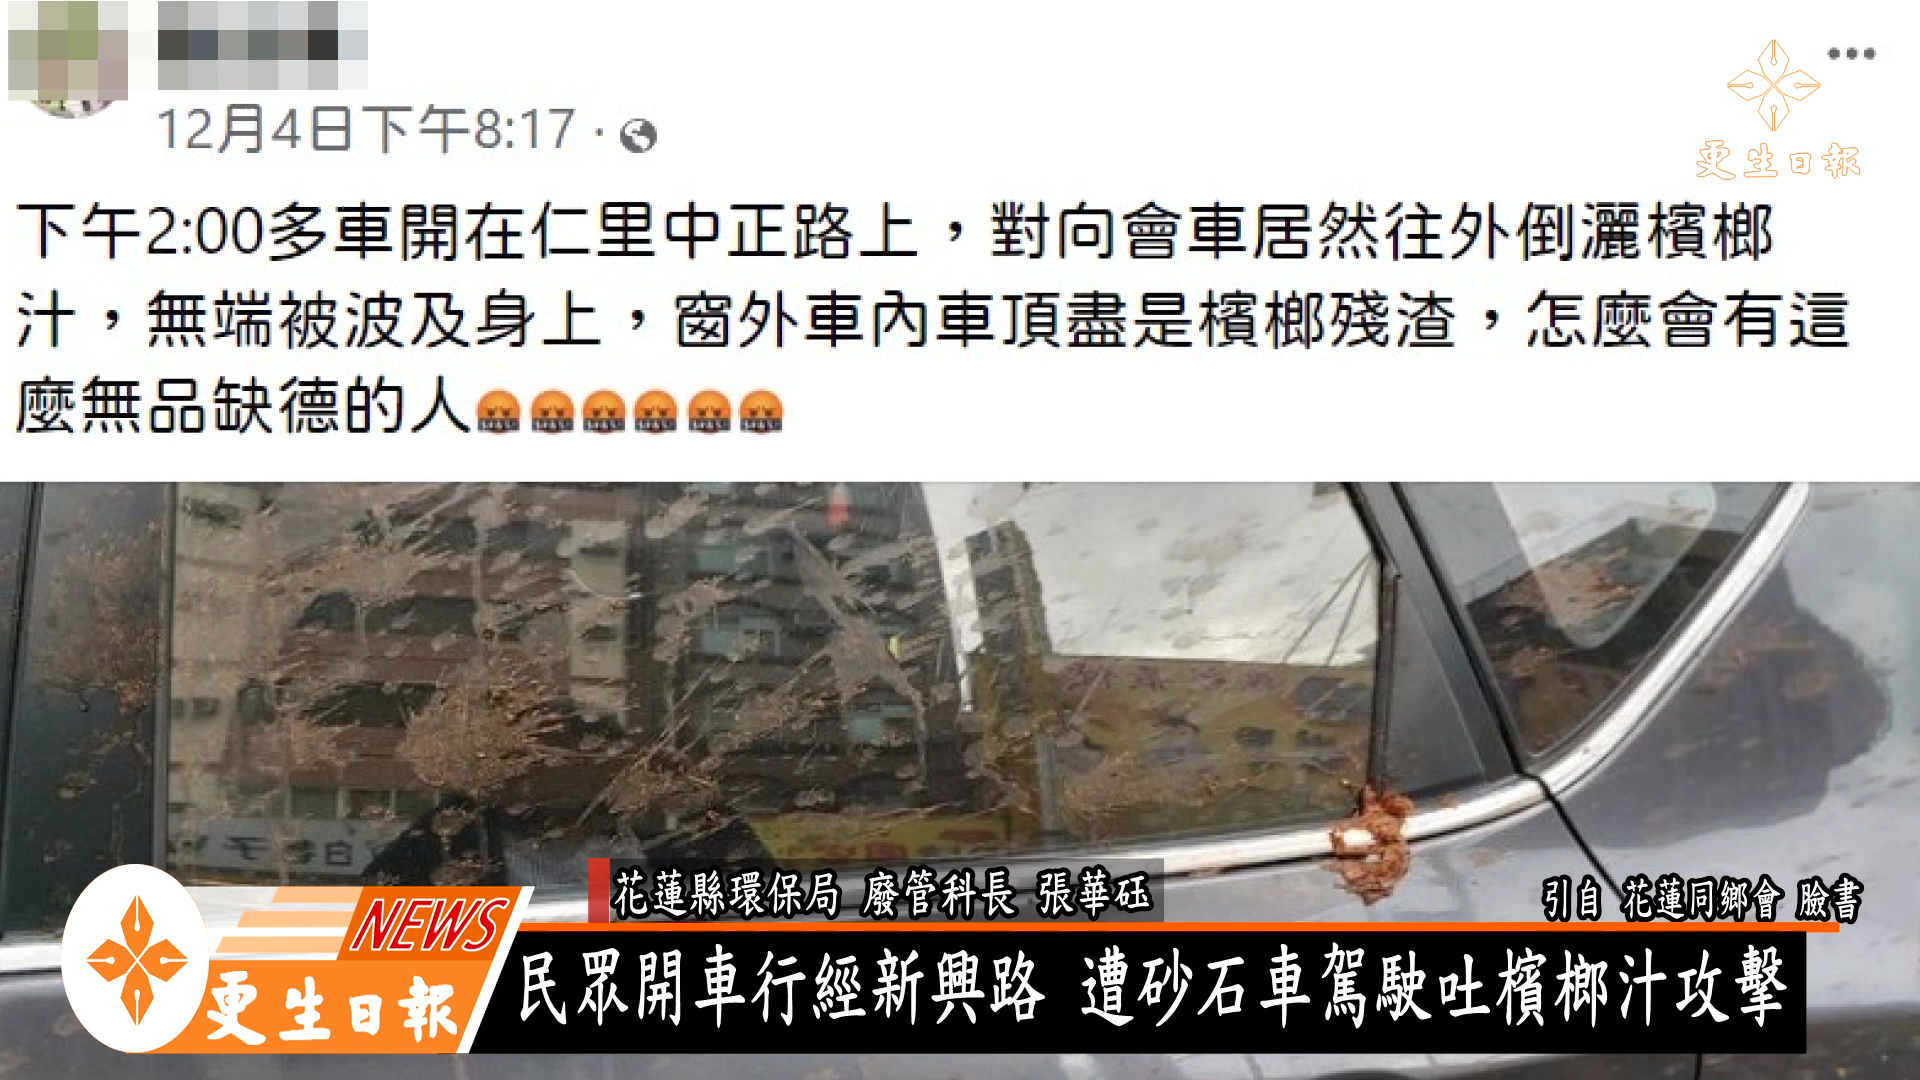 12月4日下午8:17 ·
更生日報
下午2:00多車開在仁里中正路上，對向會車居然往外倒灑檳榔
汁，無端被波及身上，窗外車內車頂盡是檳榔殘渣，怎麼會有這
麼無品缺德的人🤬🤬🤬🤬🤬🤬
花蓮縣環保局 廢管科長 張華砡
引自 花蓮同鄉會 臉書
NEWS
更生日報
民眾開車行經新興路 遭砂石車駕駛吐檳榔汁攻擊